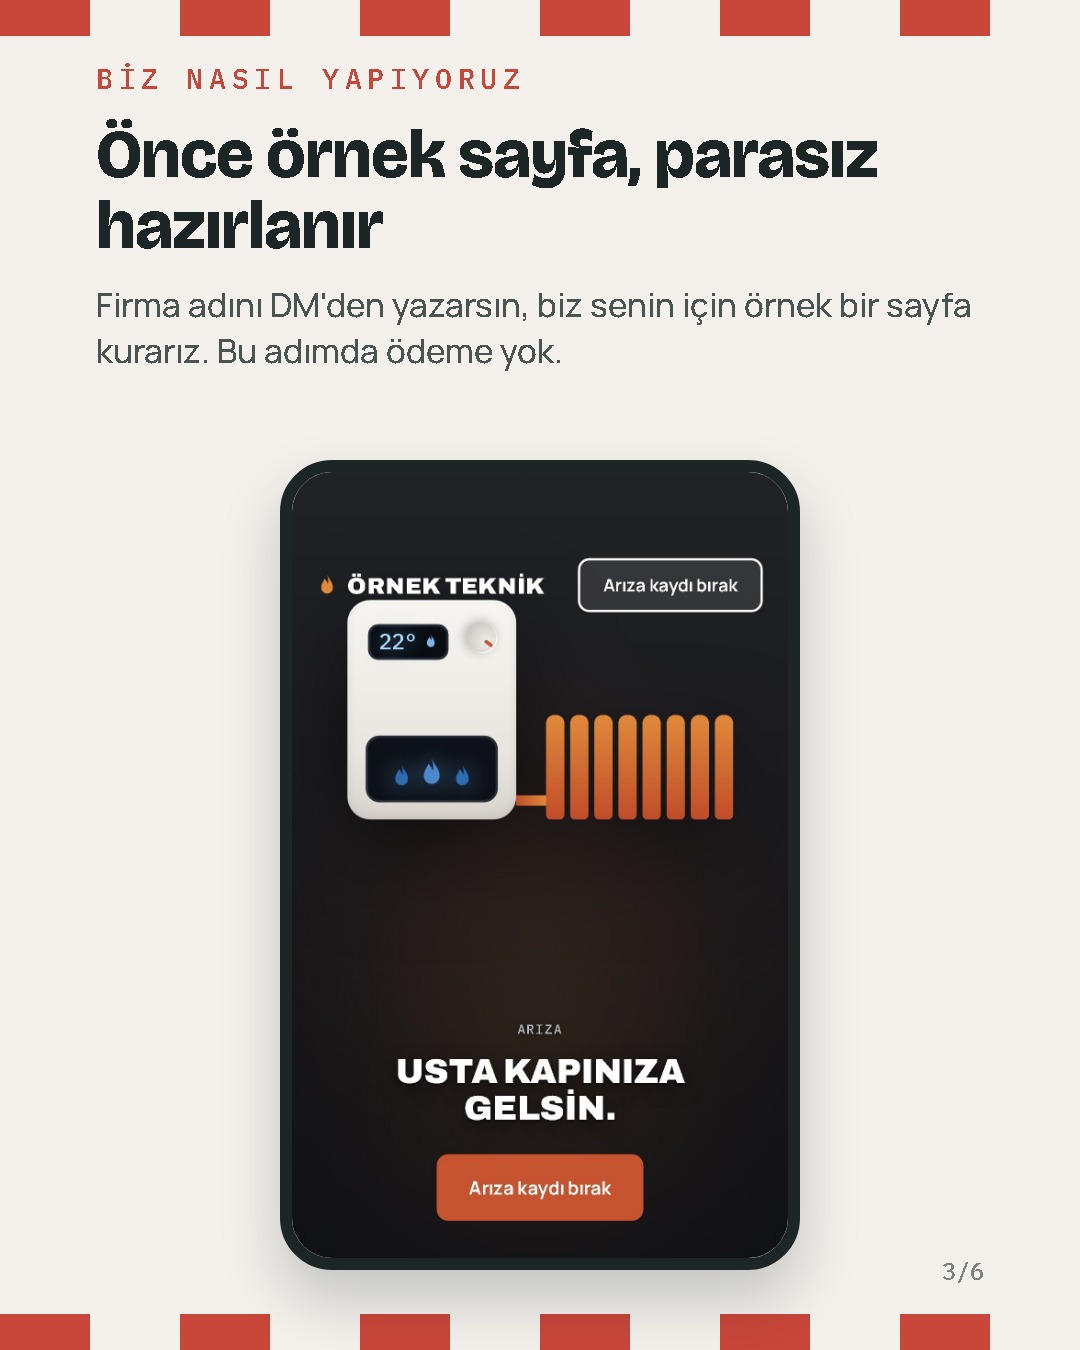 BİZ NASIL YAPIYORUZ
Önce örnek sayfa, parasız
hazırlanır
Firma adını DM'den yazarsın, biz senin için örnek bir sayfa
kurarız. Bu adımda ödeme yok.
ÖRNEK TEKNİK
Arıza kaydı bırak
22°
ARIZA
USTA KAPINIZA
GELSİN.
Arıza kaydı bırak
3/6